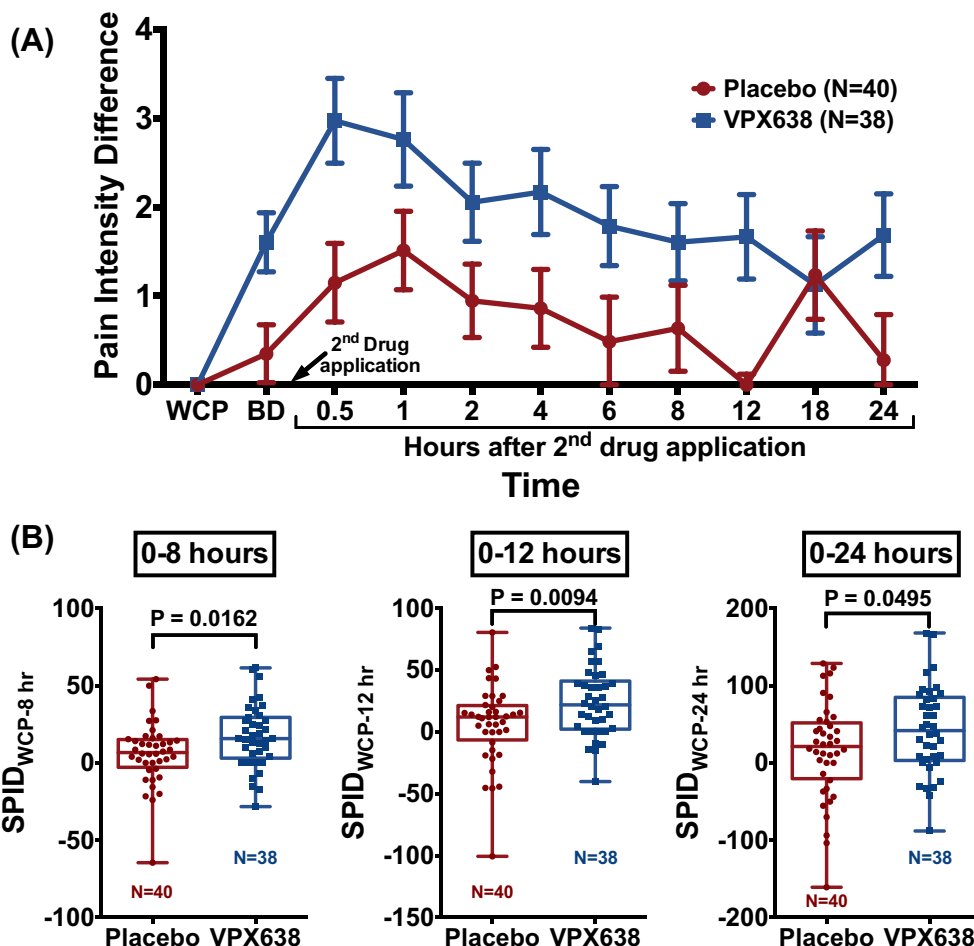 (A)
Pain Intensity Difference
4
3
2
1
0
Placebo (N=40)
VPX638 (N=38)
2nd Drug
application
WCP BD 0.5 1 2 4 6 8 12 18 24
Hours after 2nd drug application
Time
(B)
0-8 hours
P = 0.0162
SPIDWCP-8 hr
100
50
0
-50
-100
N=40
N=38
Placebo VPX638
0-12 hours
P = 0.0094
SPIDWCP-12 hr
100
50
0
-50
-100
-150
N=40
N=38
Placebo VPX638
0-24 hours
P = 0.0495
SPIDWCP-24 hr
200
100
0
-100
-200
N=40
N=38
Placebo VPX638